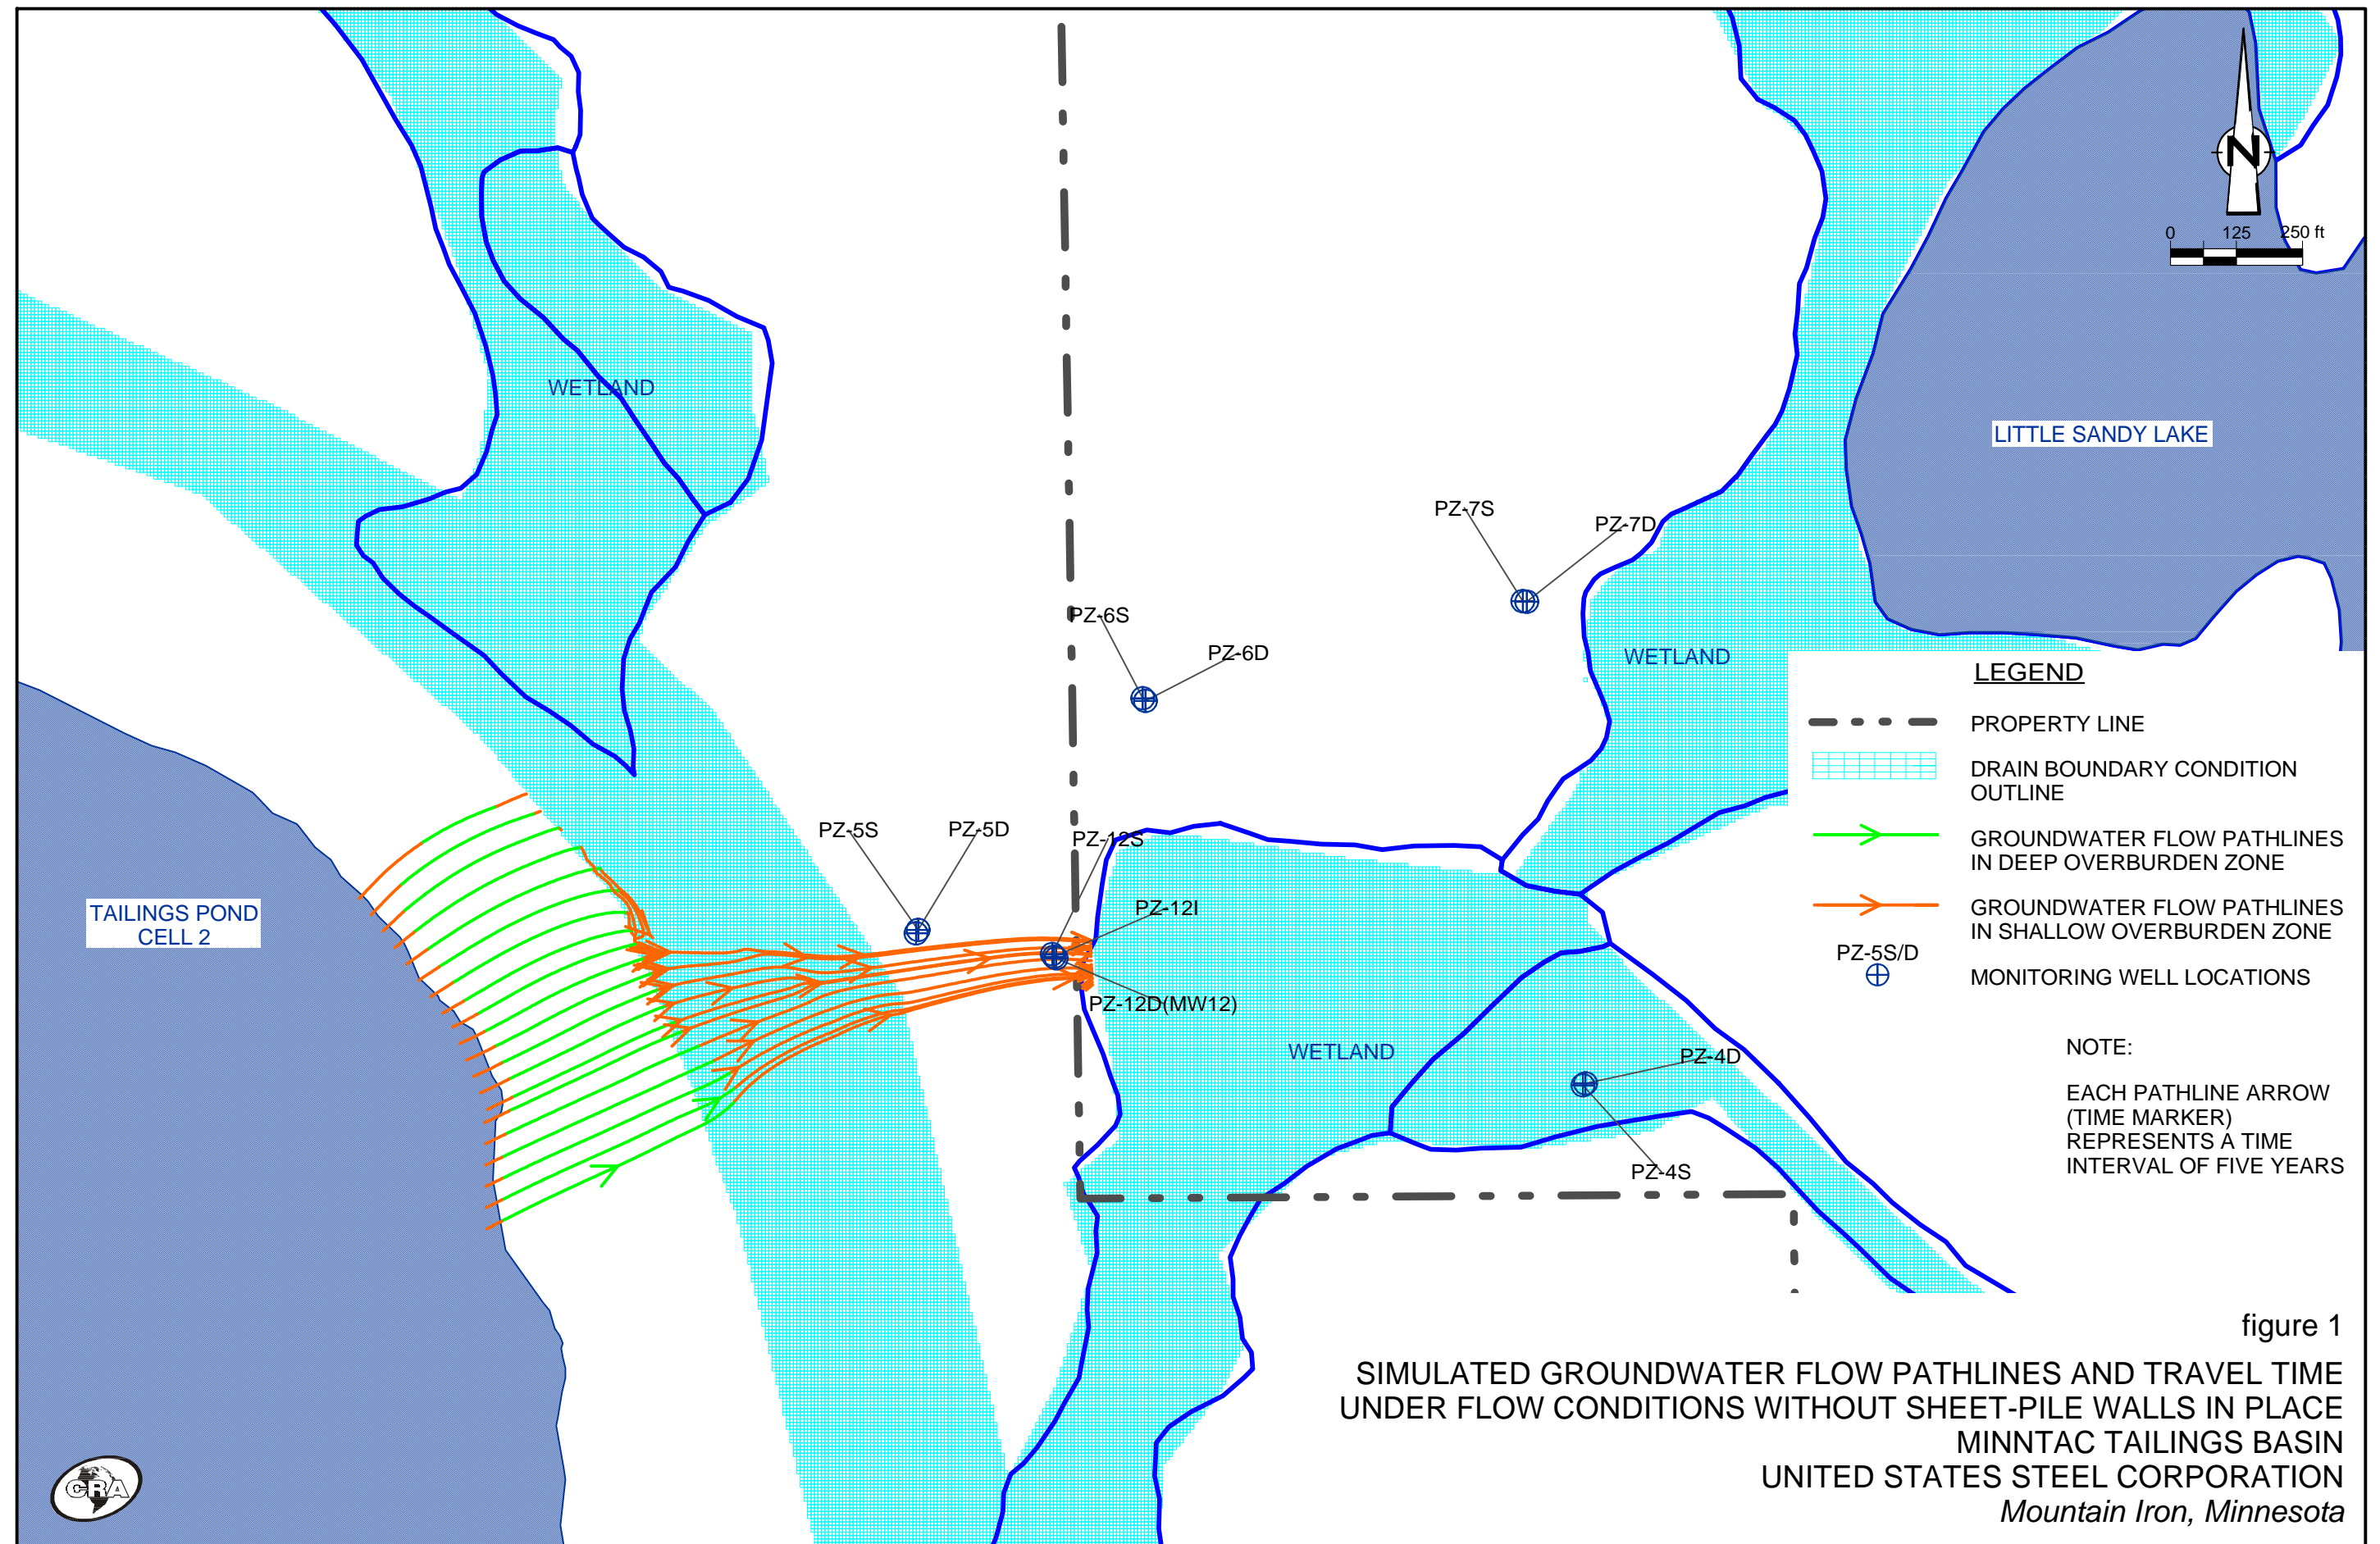 N
0 125 250 ft
WETLAND
LITTLE SANDY LAKE
PZ-7S
PZ-7D
PZ-6S
PZ-6D
WETLAND
LEGEND
PROPERTY LINE
DRAIN BOUNDARY CONDITION
OUTLINE
GROUNDWATER FLOW PATHLINES
IN DEEP OVERBURDEN ZONE
GROUNDWATER FLOW PATHLINES
IN SHALLOW OVERBURDEN ZONE
PZ-5S/D
MONITORING WELL LOCATIONS
NOTE:
EACH PATHLINE ARROW
(TIME MARKER)
REPRESENTS A TIME
INTERVAL OF FIVE YEARS
PZ-5S
PZ-5D
PZ-12S
PZ-12I
PZ-12D(MW12)
TAILINGS POND
CELL 2
WETLAND
PZ-4D
PZ-4S
figure 1
SIMULATED GROUNDWATER FLOW PATHLINES AND TRAVEL TIME
UNDER FLOW CONDITIONS WITHOUT SHEET-PILE WALLS IN PLACE
MINNTAC TAILINGS BASIN
UNITED STATES STEEL CORPORATION
Mountain Iron, Minnesota
CRA